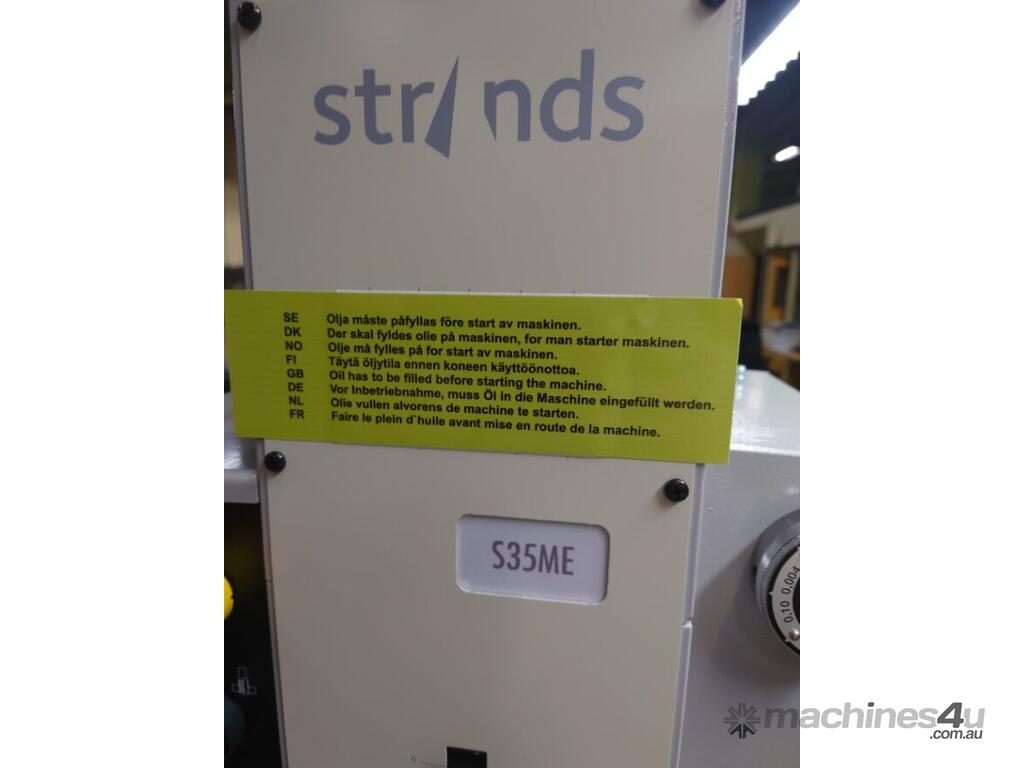 strands
SE Olja måste påfyllas före start av maskinen.
DK Der skal fyldes olie på maskinen, for man starter maskinen.
NO Olje må fylles på for start av maskinen.
FI Täytä öljytila ennen koneen käyttöönottoa.
GB Oil has to be filled before starting the machine.
DE Vor Inbetriebnahme, muss Öl in die Maschine eingefüllt werden.
NL Olie vullen alvorens de machine te starten.
FR Faire le plein d`huile avant mise en route de la machine.
S35ME
0,10 0,004
machines4u
.com.au